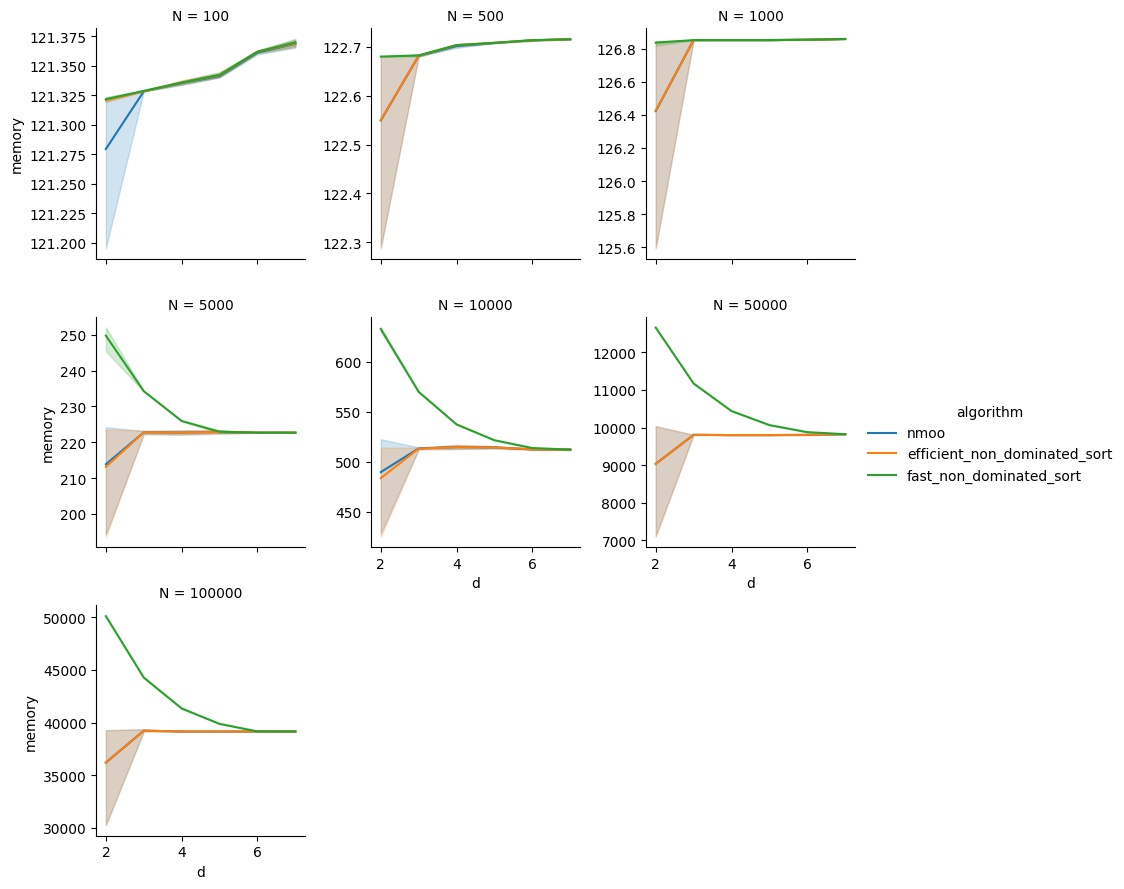 N = 100
121.375
121.350
121.325
121.300
121.275
121.250
121.225
121.200
memory
N = 500
122.7
122.6
122.5
122.4
122.3
N = 1000
126.8
126.6
126.4
126.2
126.0
125.8
125.6
N = 5000
250
240
230
220
210
200
memory
N = 10000
600
550
500
450
2
4
6
d
N = 50000
12000
11000
10000
9000
8000
7000
2
4
6
d
algorithm
nmoo
efficient_non_dominated_sort
fast_non_dominated_sort
N = 100000
50000
45000
40000
35000
30000
memory
2
4
6
d